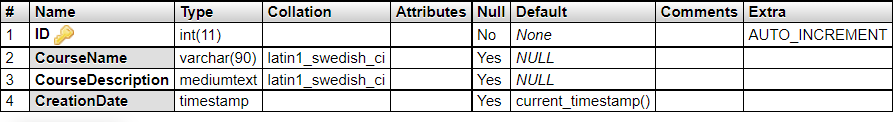 # Name Type Collation Attributes Null Default Comments Extra
1 ID int(11) No None AUTO_INCREMENT
2 CourseName varchar(90) latin1_swedish_ci Yes NULL
3 CourseDescription mediumtext latin1_swedish_ci Yes NULL
4 CreationDate timestamp Yes current_timestamp()